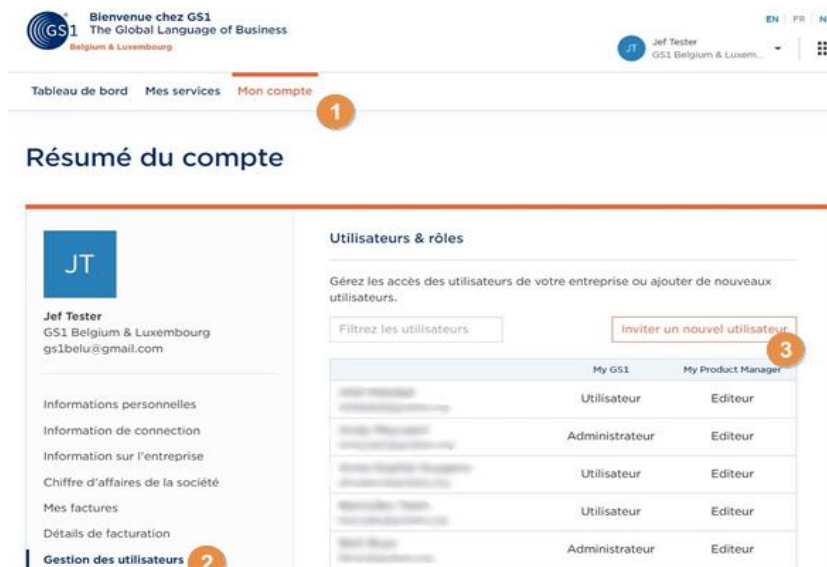 GS1
Bienvenue chez GS1
The Global Language of Business
Belgium & Luxembourg
EN FR N
JT
Jef Tester
GS1 Belgium & Luxem...
Tableau de bord Mes services Mon compte
1
Résumé du compte
JT
Jef Tester
GS1 Belgium & Luxembourg
gs1belu@gmail.com
Informations personnelles
Information de connection
Information sur l'entreprise
Chiffre d'affaires de la société
Mes factures
Détails de facturation
Gestion des utilisateurs
2
Utilisateurs & rôles
Gérez les accès des utilisateurs de votre entreprise ou ajouter de nouveaux
utilisateurs.
Filtrez les utilisateurs
Inviter un nouvel utilisateur
3
My GS1 My Product Manager
Utilisateur Editeur
Administrateur Editeur
Utilisateur Editeur
Utilisateur Editeur
Administrateur Editeur